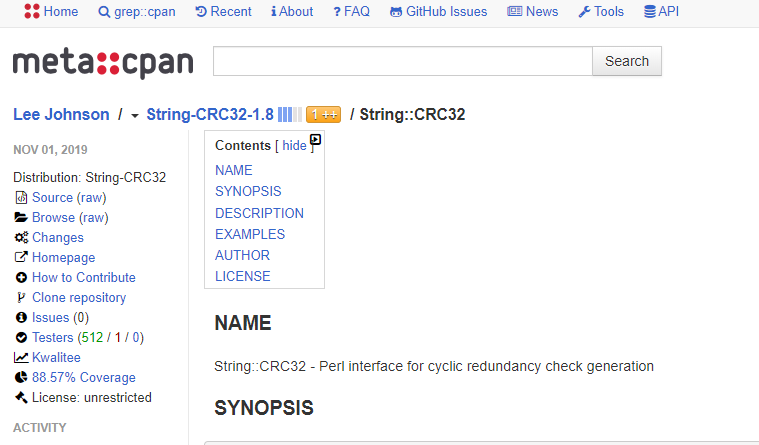 Home grep::cpan Recent About ? FAQ GitHub Issues News Tools API
meta::cpan Search
Lee Johnson / String-CRC32-1.8 1 ++ / String::CRC32
NOV 01, 2019
Distribution: String-CRC32
Source (raw)
Browse (raw)
Changes
Homepage
How to Contribute
Clone repository
Issues (0)
Testers (512 / 1 / 0)
Kwalitee
88.57% Coverage
License: unrestricted
ACTIVITY
Contents [ hide ]
NAME
SYNOPSIS
DESCRIPTION
EXAMPLES
AUTHOR
LICENSE
NAME
String::CRC32 - Perl interface for cyclic redundancy check generation
SYNOPSIS